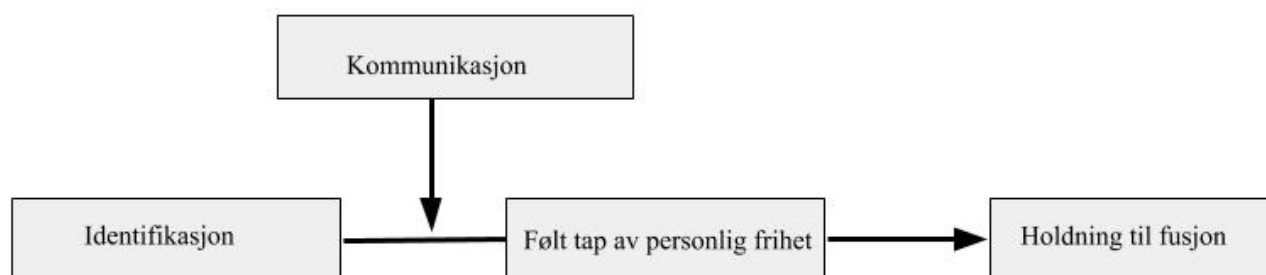 Kommunikasjon
Identifikasjon
Følt tap av personlig frihet
Holdning til fusjon